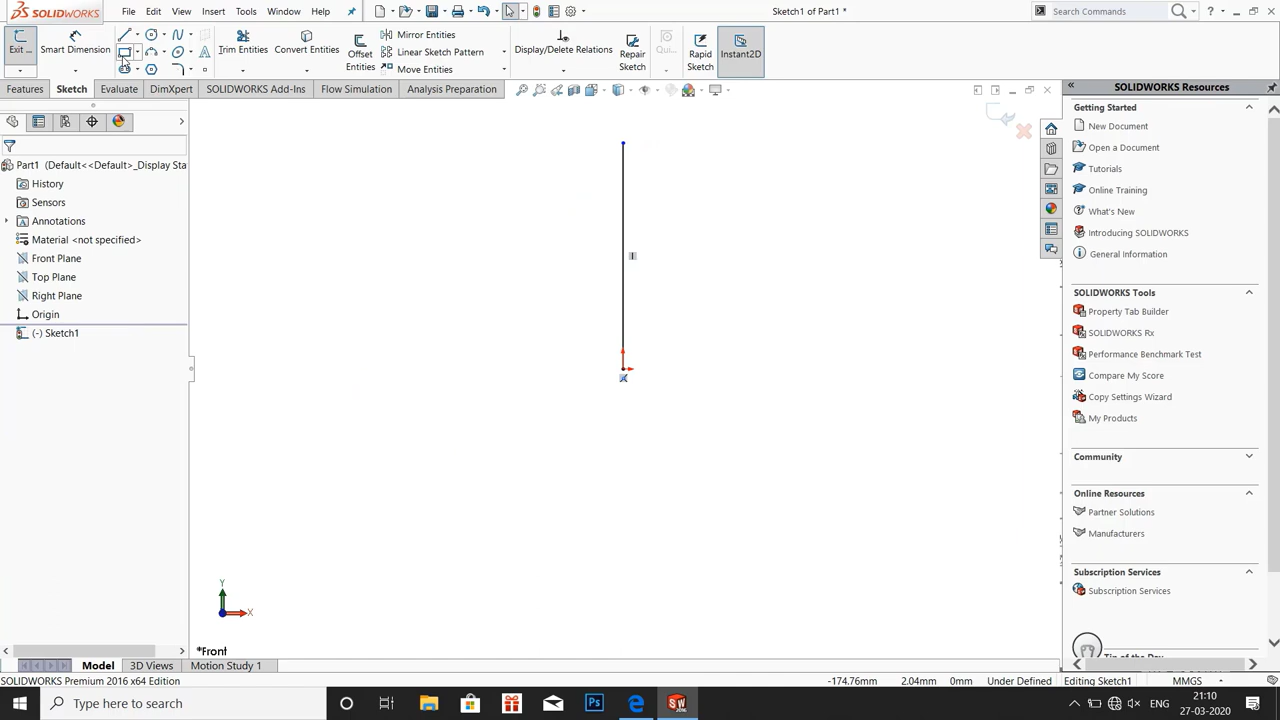 SOLIDWORKS File Edit View Insert Tools Window Help Sketch1 of Part1 * Search Commands
Exit ... Smart Dimension Trim Entities Convert Entities Offset Entities Mirror Entities Linear Sketch Pattern Move Entities Display/Delete Relations Repair Sketch Qui... Rapid Sketch Instant2D
Features Sketch Evaluate DimXpert SOLIDWORKS Add-Ins Flow Simulation Analysis Preparation
SOLIDWORKS Resources
Part1 (Default<<Default>_Display Sta
History
Sensors
Annotations
Material <not specified>
Front Plane
Top Plane
Right Plane
Origin
(-) Sketch1
Getting Started
New Document
Open a Document
Tutorials
Online Training
What's New
Introducing SOLIDWORKS
General Information
SOLIDWORKS Tools
Property Tab Builder
SOLIDWORKS Rx
Performance Benchmark Test
Compare My Score
Copy Settings Wizard
My Products
Community
Online Resources
Partner Solutions
Manufacturers
Subscription Services
Subscription Services
Tip of the Day
Y
X
*Front
Model 3D Views Motion Study 1
SOLIDWORKS Premium 2016 x64 Edition -174.76mm 2.04mm 0mm Under Defined Editing Sketch1 MMGS
Type here to search ENG 21:10
27-03-2020